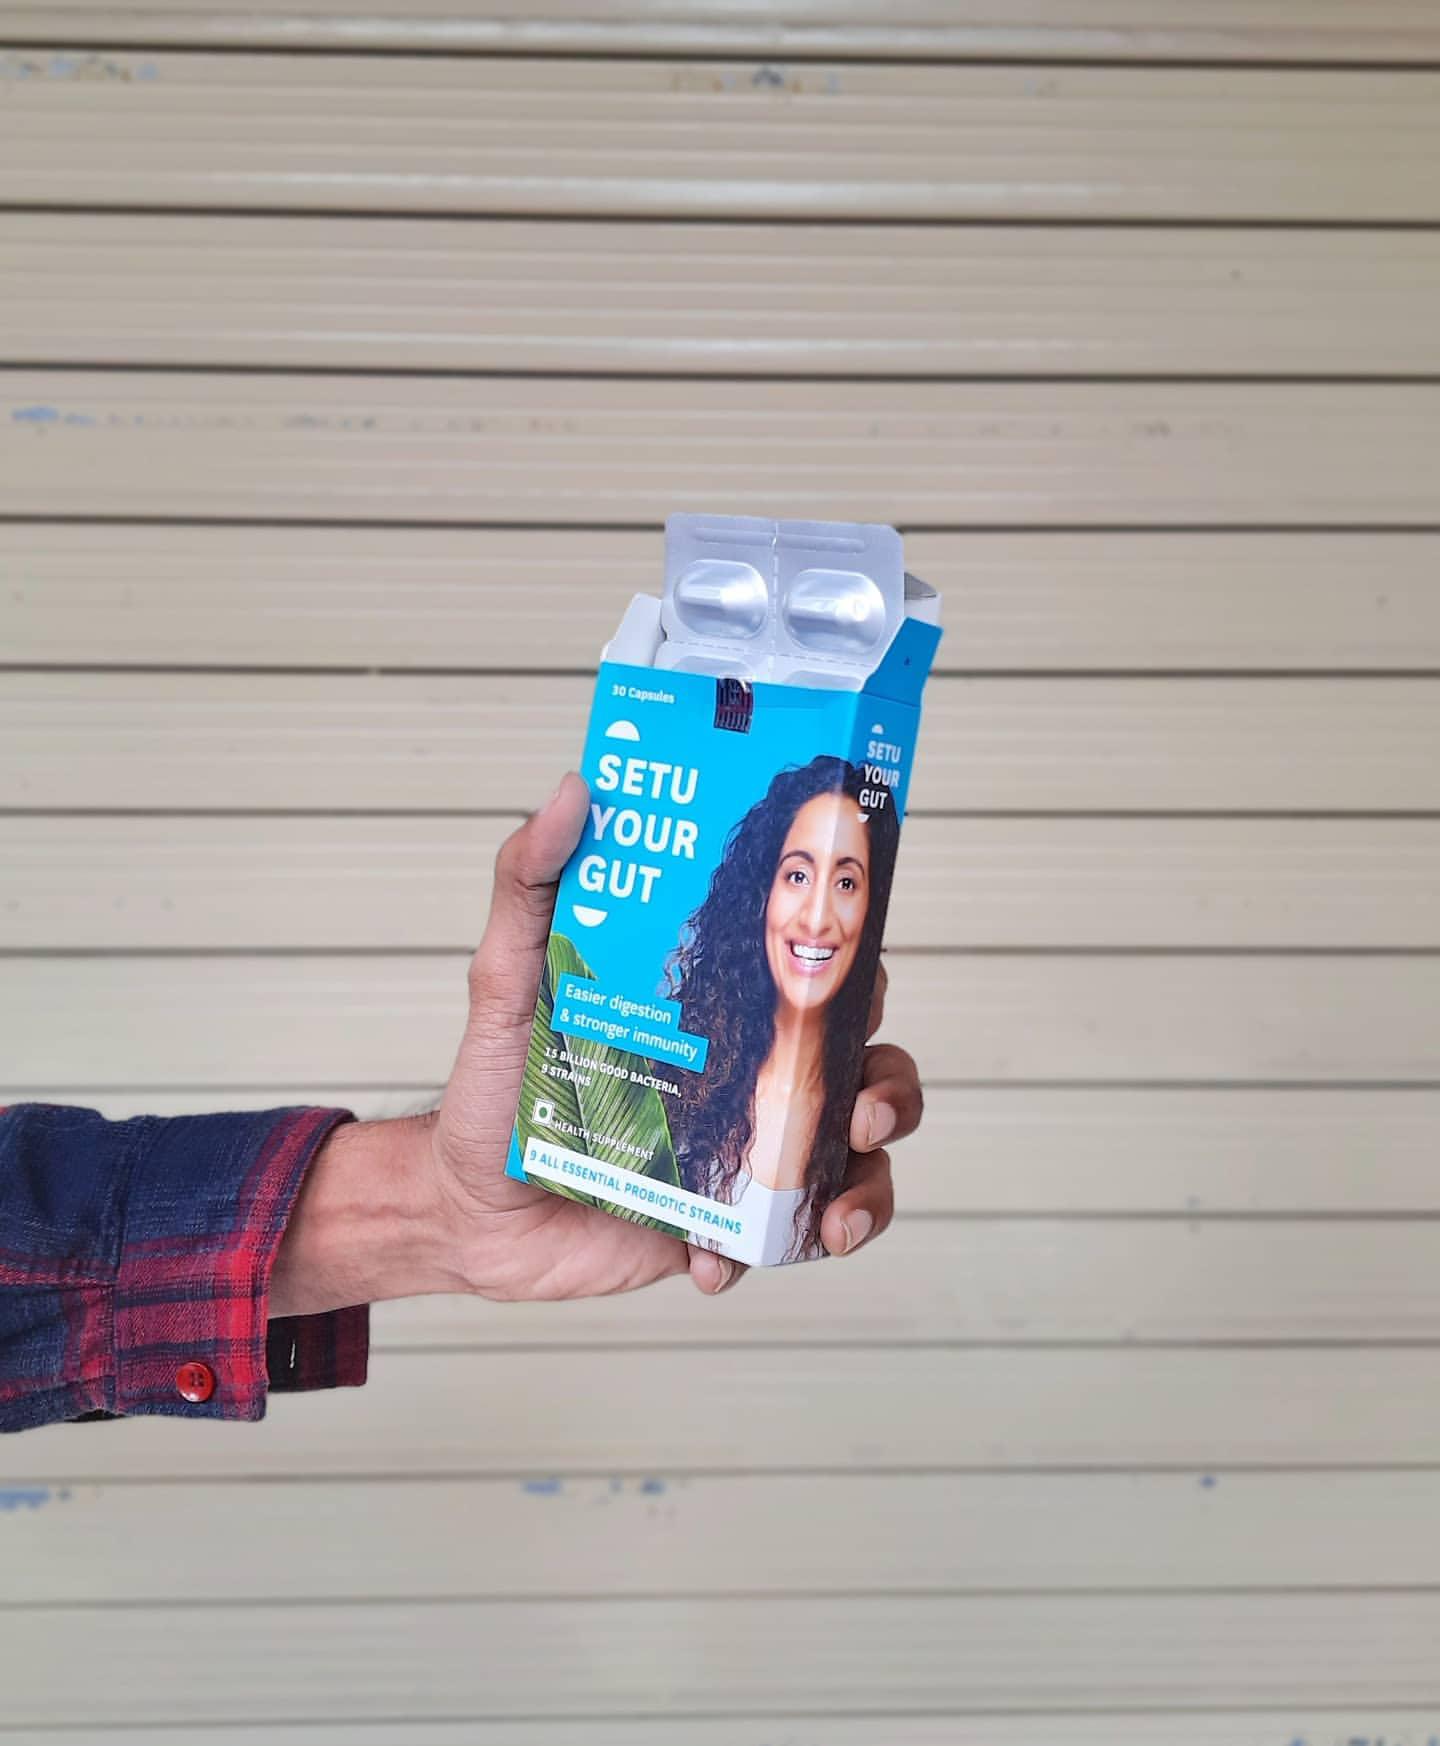 30 Capsules
SETU
YOUR
GUT
Easier digestion
& stronger immunity
15 BILLION GOOD BACTERIA,
9 STRAINS
HEALTH SUPPLEMENT
9 ALL ESSENTIAL PROBIOTIC STRAINS
SETU
YOUR
GUT